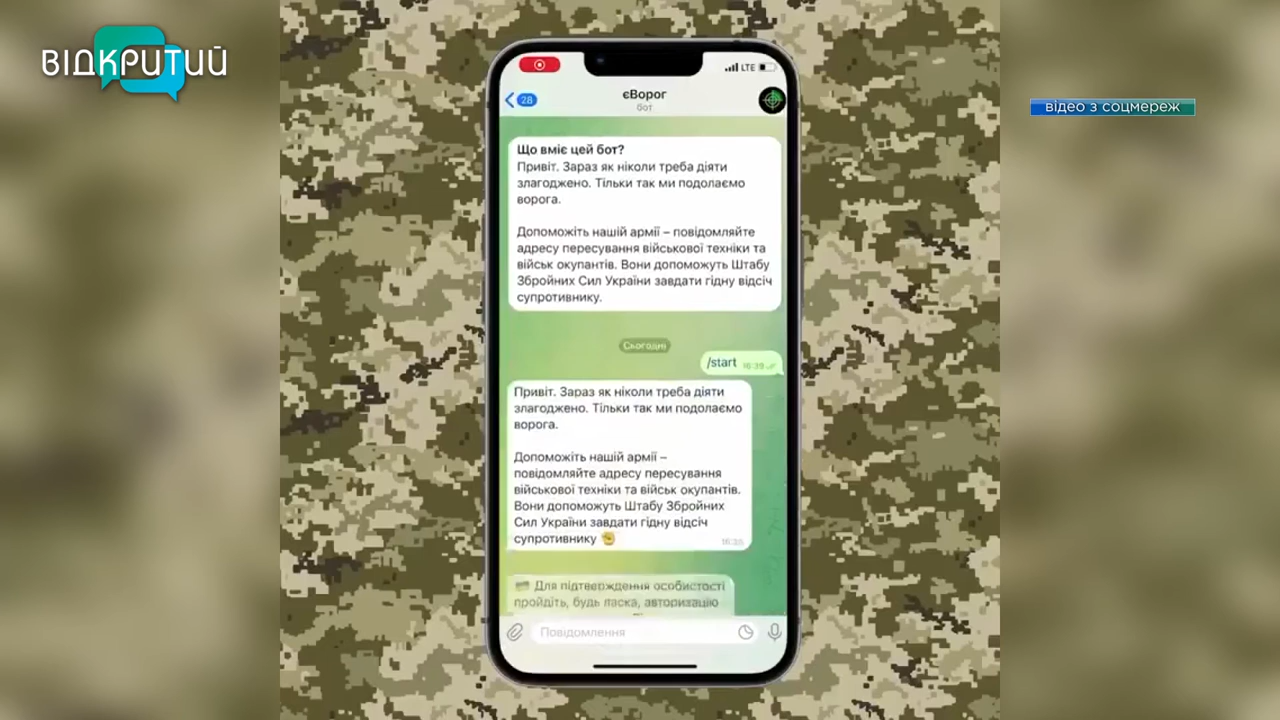 ВІДКРИТИЙ
відео з соцмереж
LTE
28
єВорог
бот
Що вміє цей бот?
Привіт. Зараз як ніколи треба діяти
злагоджено. Тільки так ми подолаємо
ворога.
Допоможіть нашій армії – повідомляйте
адресу пересування військової техніки та
військ окупантів. Вони допоможуть Штабу
Збройних Сил України завдати гідну відсіч
супротивнику.
Сьогодні
/start 16:39
Привіт. Зараз як ніколи треба діяти
злагоджено. Тільки так ми подолаємо
ворога.
Допоможіть нашій армії –
повідомляйте адресу пересування
військової техніки та військ окупантів.
Вони допоможуть Штабу Збройних
Сил України завдати гідну відсіч
супротивнику ✊
Для підтвердження особистості
пройдіть, будь ласка, авторизацію
Повідомлення